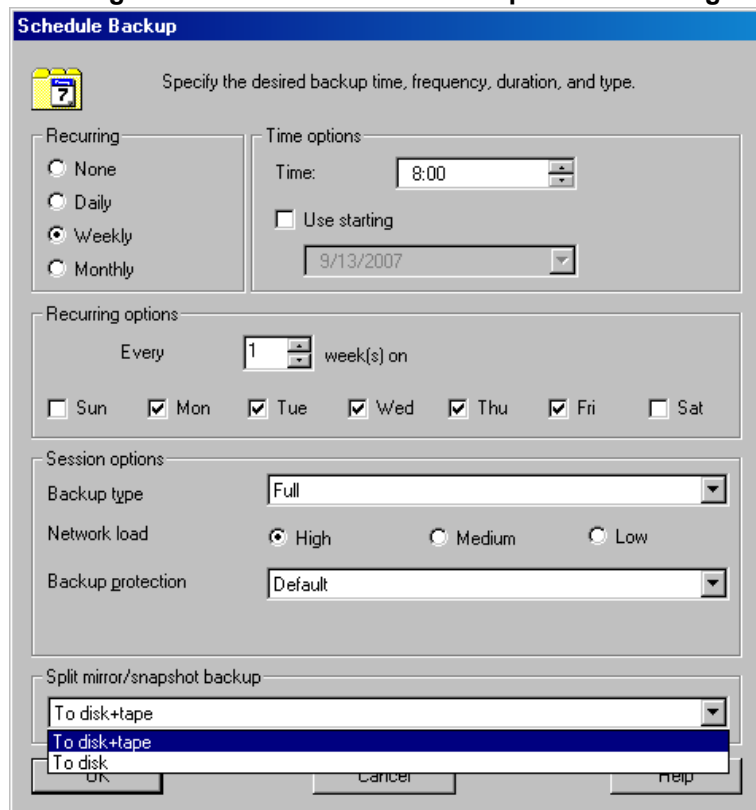 Schedule Backup
7
Specify the desired backup time, frequency, duration, and type.
Recurring
None
Daily
Weekly
Monthly
Time options
Time: 8:00
Use starting
9/13/2007
Recurring options
Every 1 week(s) on
Sun Mon Tue Wed Thu Fri Sat
Session options
Backup type Full
Network load High Medium Low
Backup protection Default
Split mirror/snapshot backup
To disk+tape
To disk+tape
To disk
OK Cancel Help